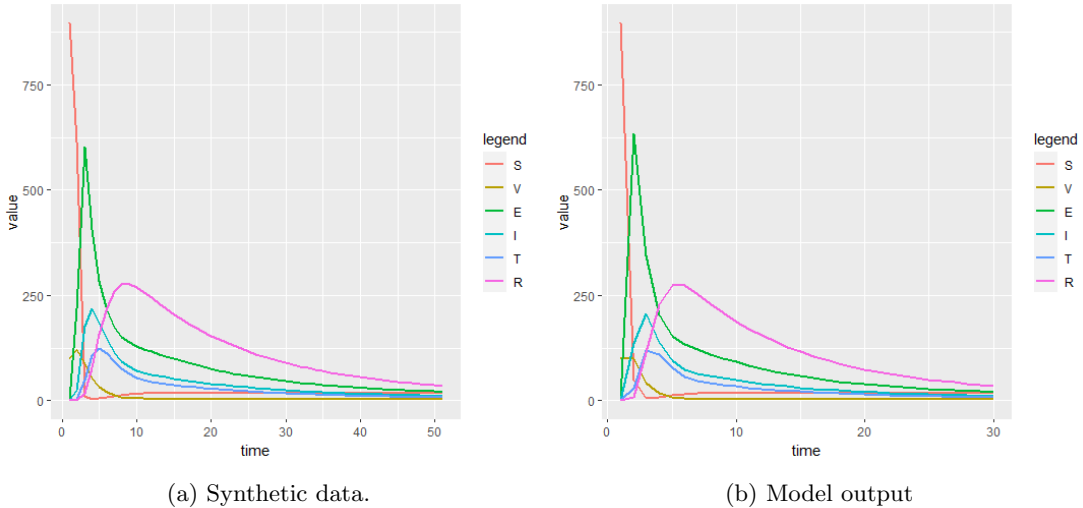 750
500
250
0
value
0
10
20
30
40
50
time
legend
S
V
E
I
T
R
(a) Synthetic data.
750
500
250
0
value
0
10
20
30
time
legend
S
V
E
I
T
R
(b) Model output